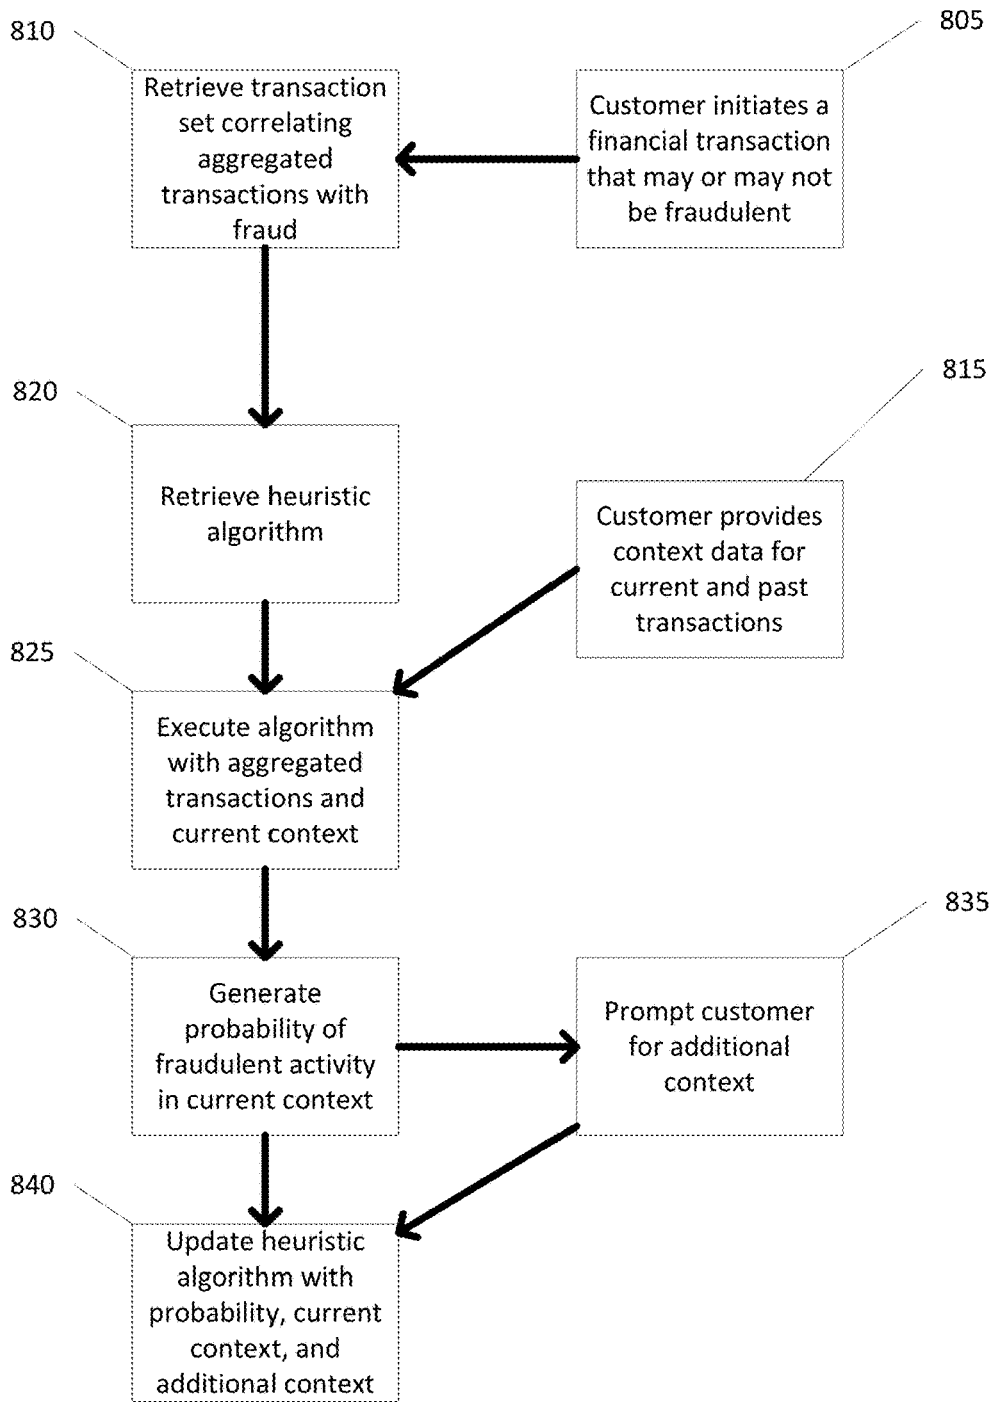 810
805
Retrieve transaction
set correlating
aggregated
transactions with
fraud
Customer initiates a
financial transaction
that may or may not
be fraudulent
820
815
Retrieve heuristic
algorithm
Customer provides
context data for
current and past
transactions
825
Execute algorithm
with aggregated
transactions and
current context
830
835
Generate
probability of
fraudulent activity
in current context
Prompt customer
for additional
context
840
Update heuristic
algorithm with
probability, current
context, and
additional context